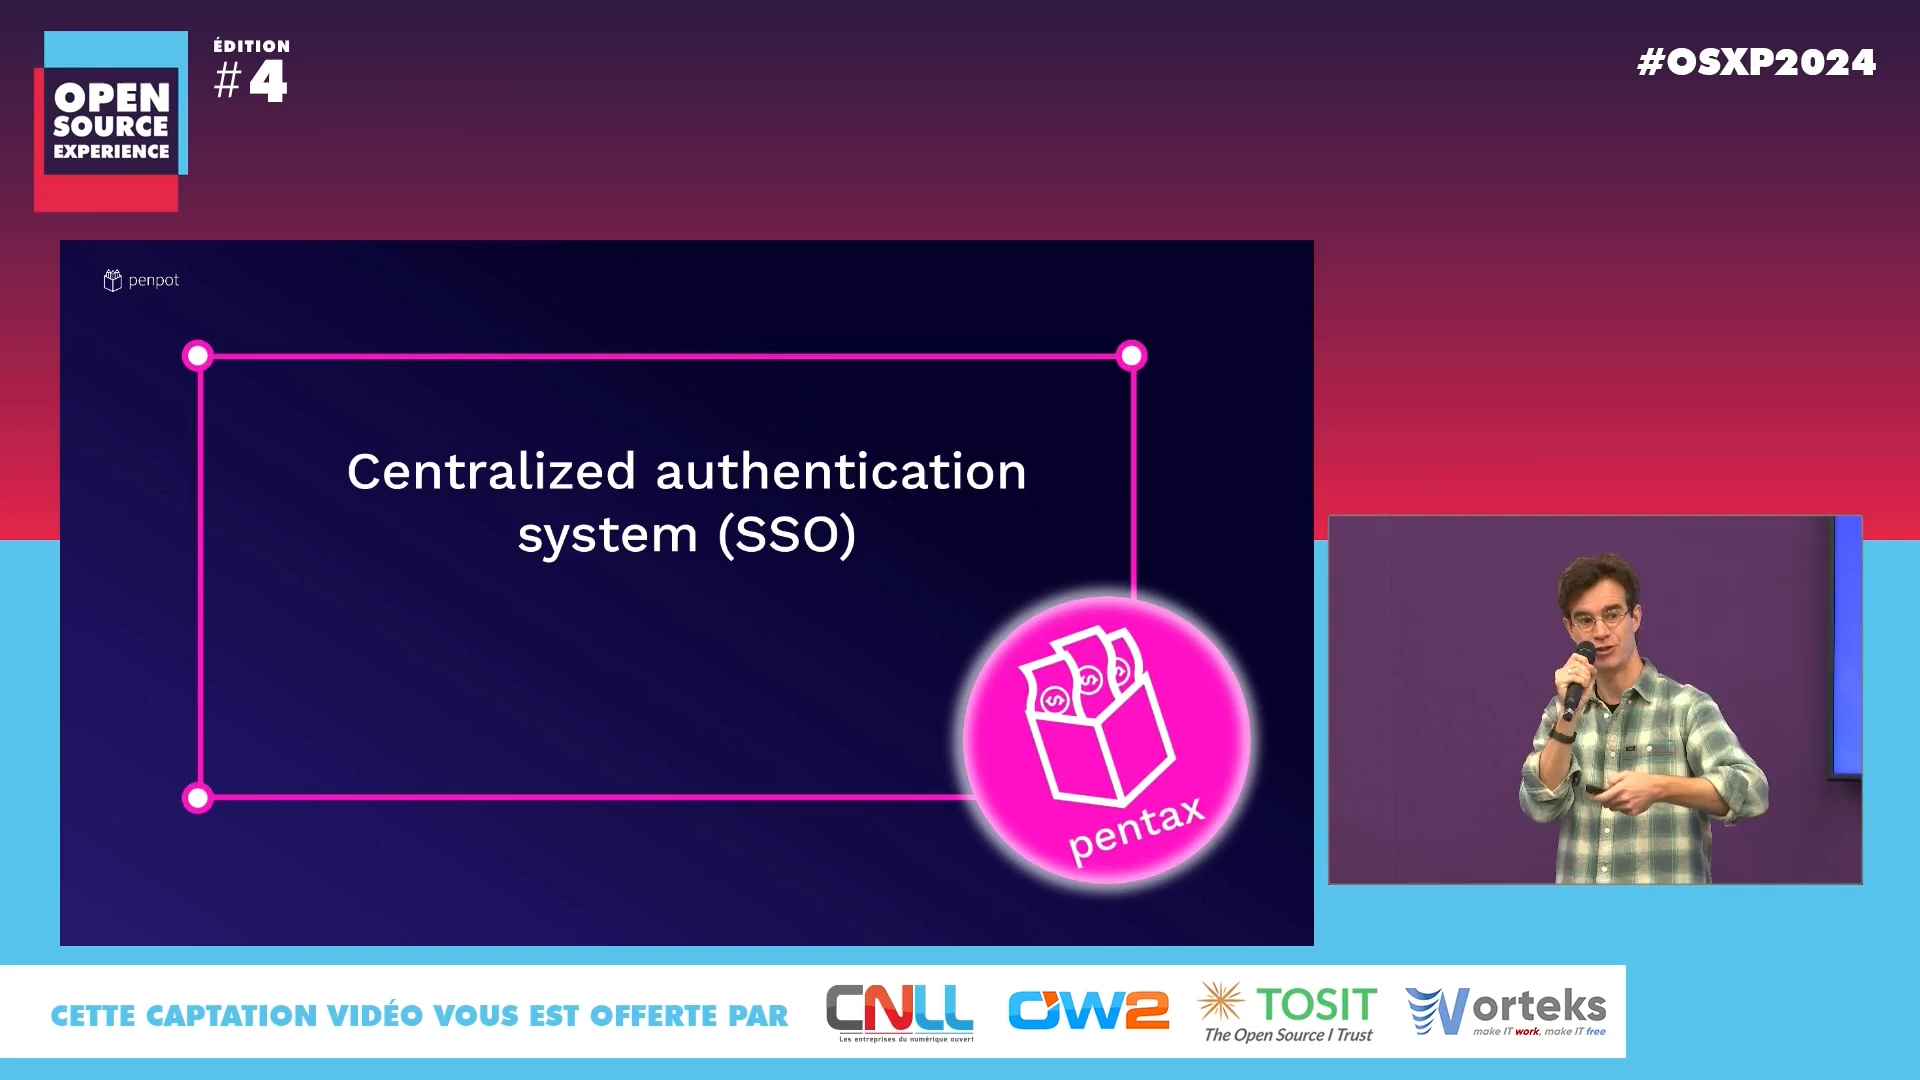 OPEN
SOURCE
EXPERIENCE
ÉDITION
#4
#OSXP2024
penpot
Centralized authentication
system (SSO)
pentax
CETTE CAPTATION VIDÉO VOUS EST OFFERTE PAR
CNLL
Les entreprises du numérique ouvert
OW2
TOSIT
The Open Source I Trust
Worteks
make IT work, make IT free